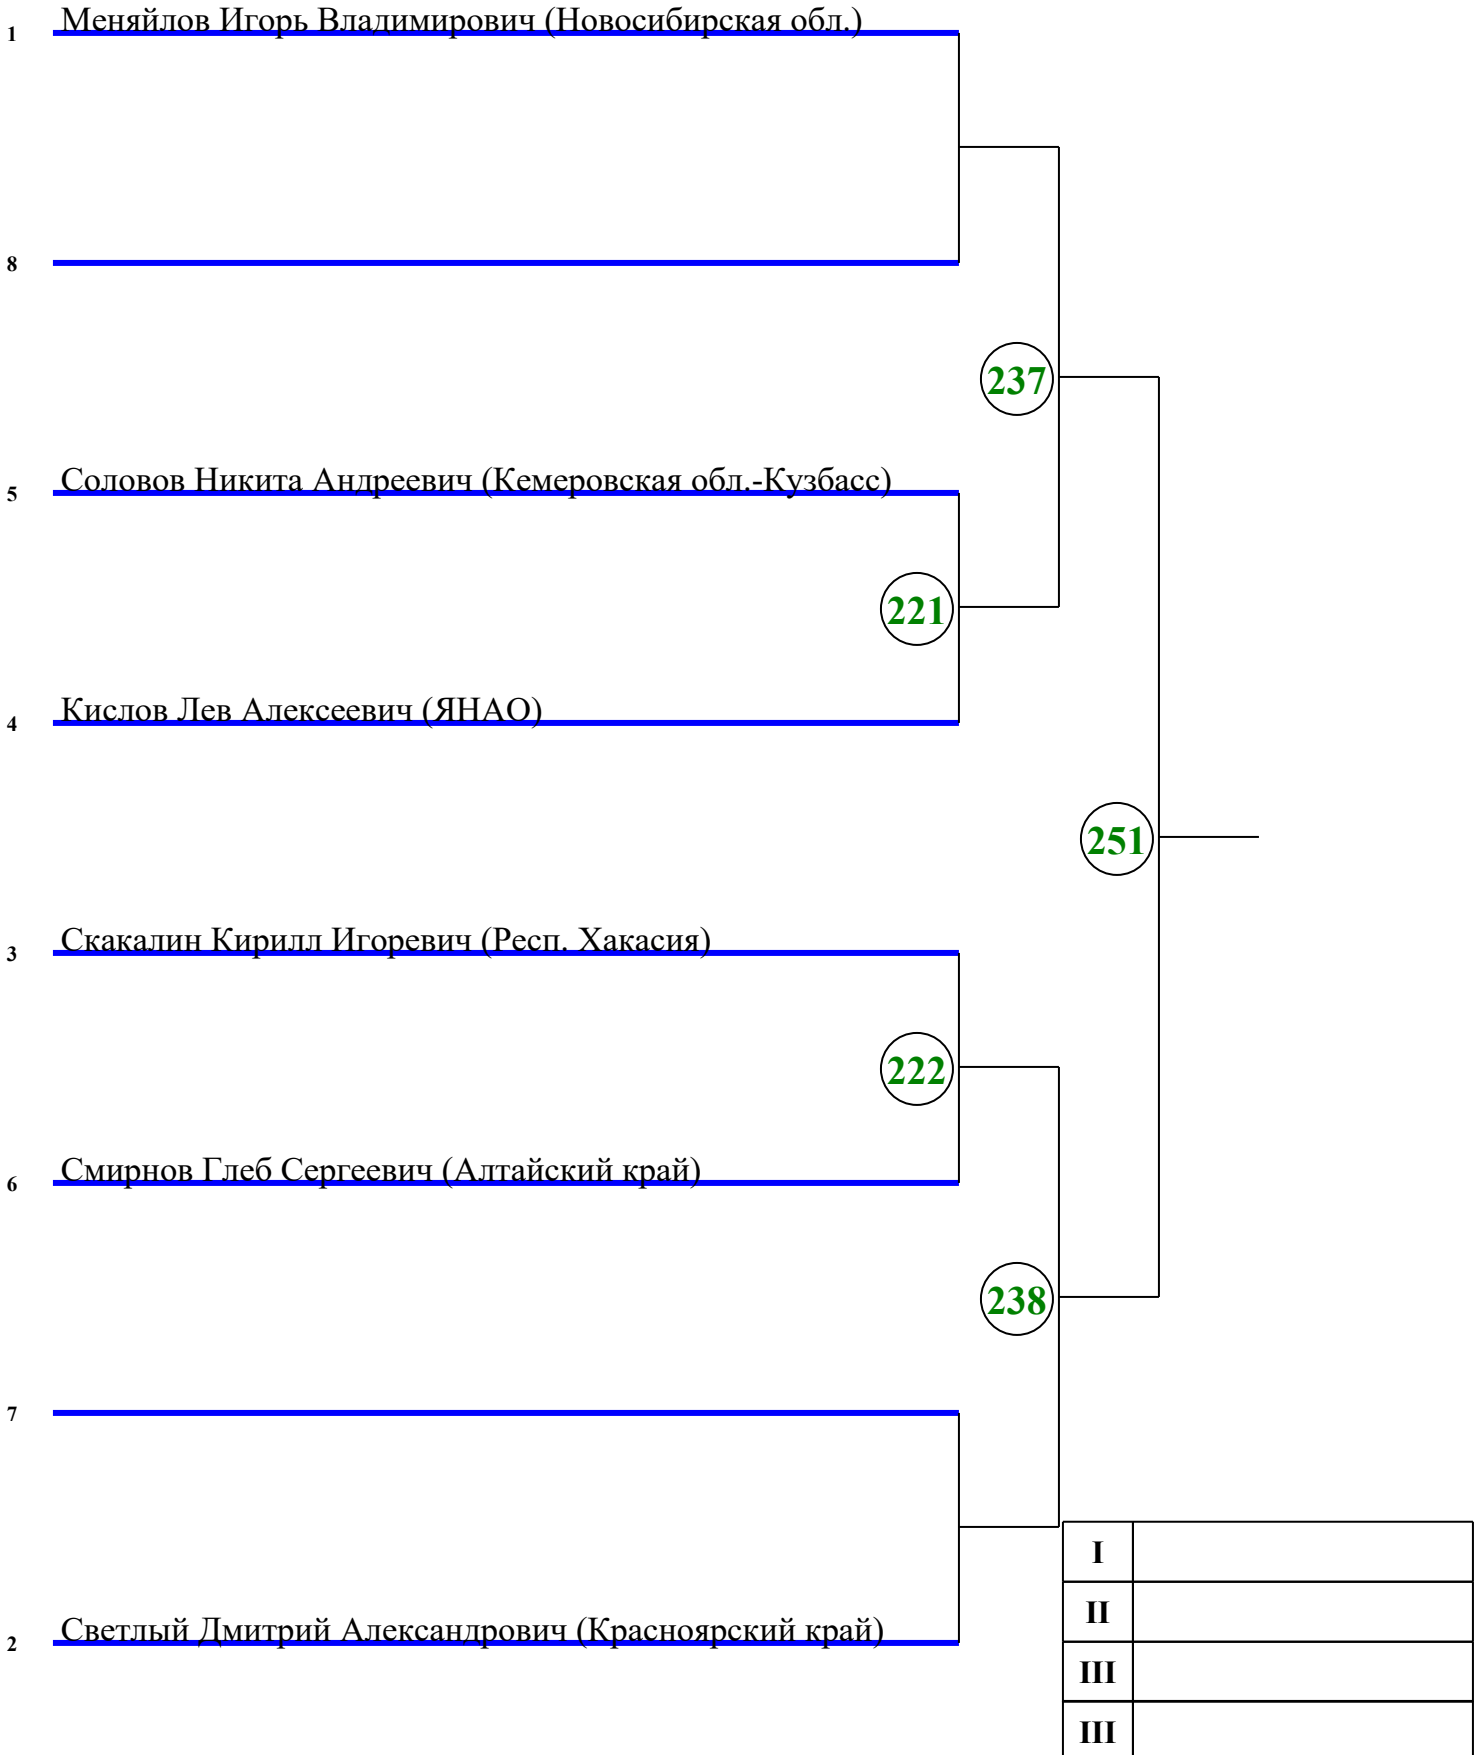 1 Меняйлов Игорь Владимирович (Новосибирская обл.)
8
237
5 Соловов Никита Андреевич (Кемеровская обл.-Кузбасс)
221
4 Кислов Лев Алексеевич (ЯНАО)
251
3 Скакалин Кирилл Игоревич (Респ. Хакасия)
222
6 Смирнов Глеб Сергеевич (Алтайский край)
238
7
I
II
2 Светлый Дмитрий Александрович (Красноярский край)
III
III